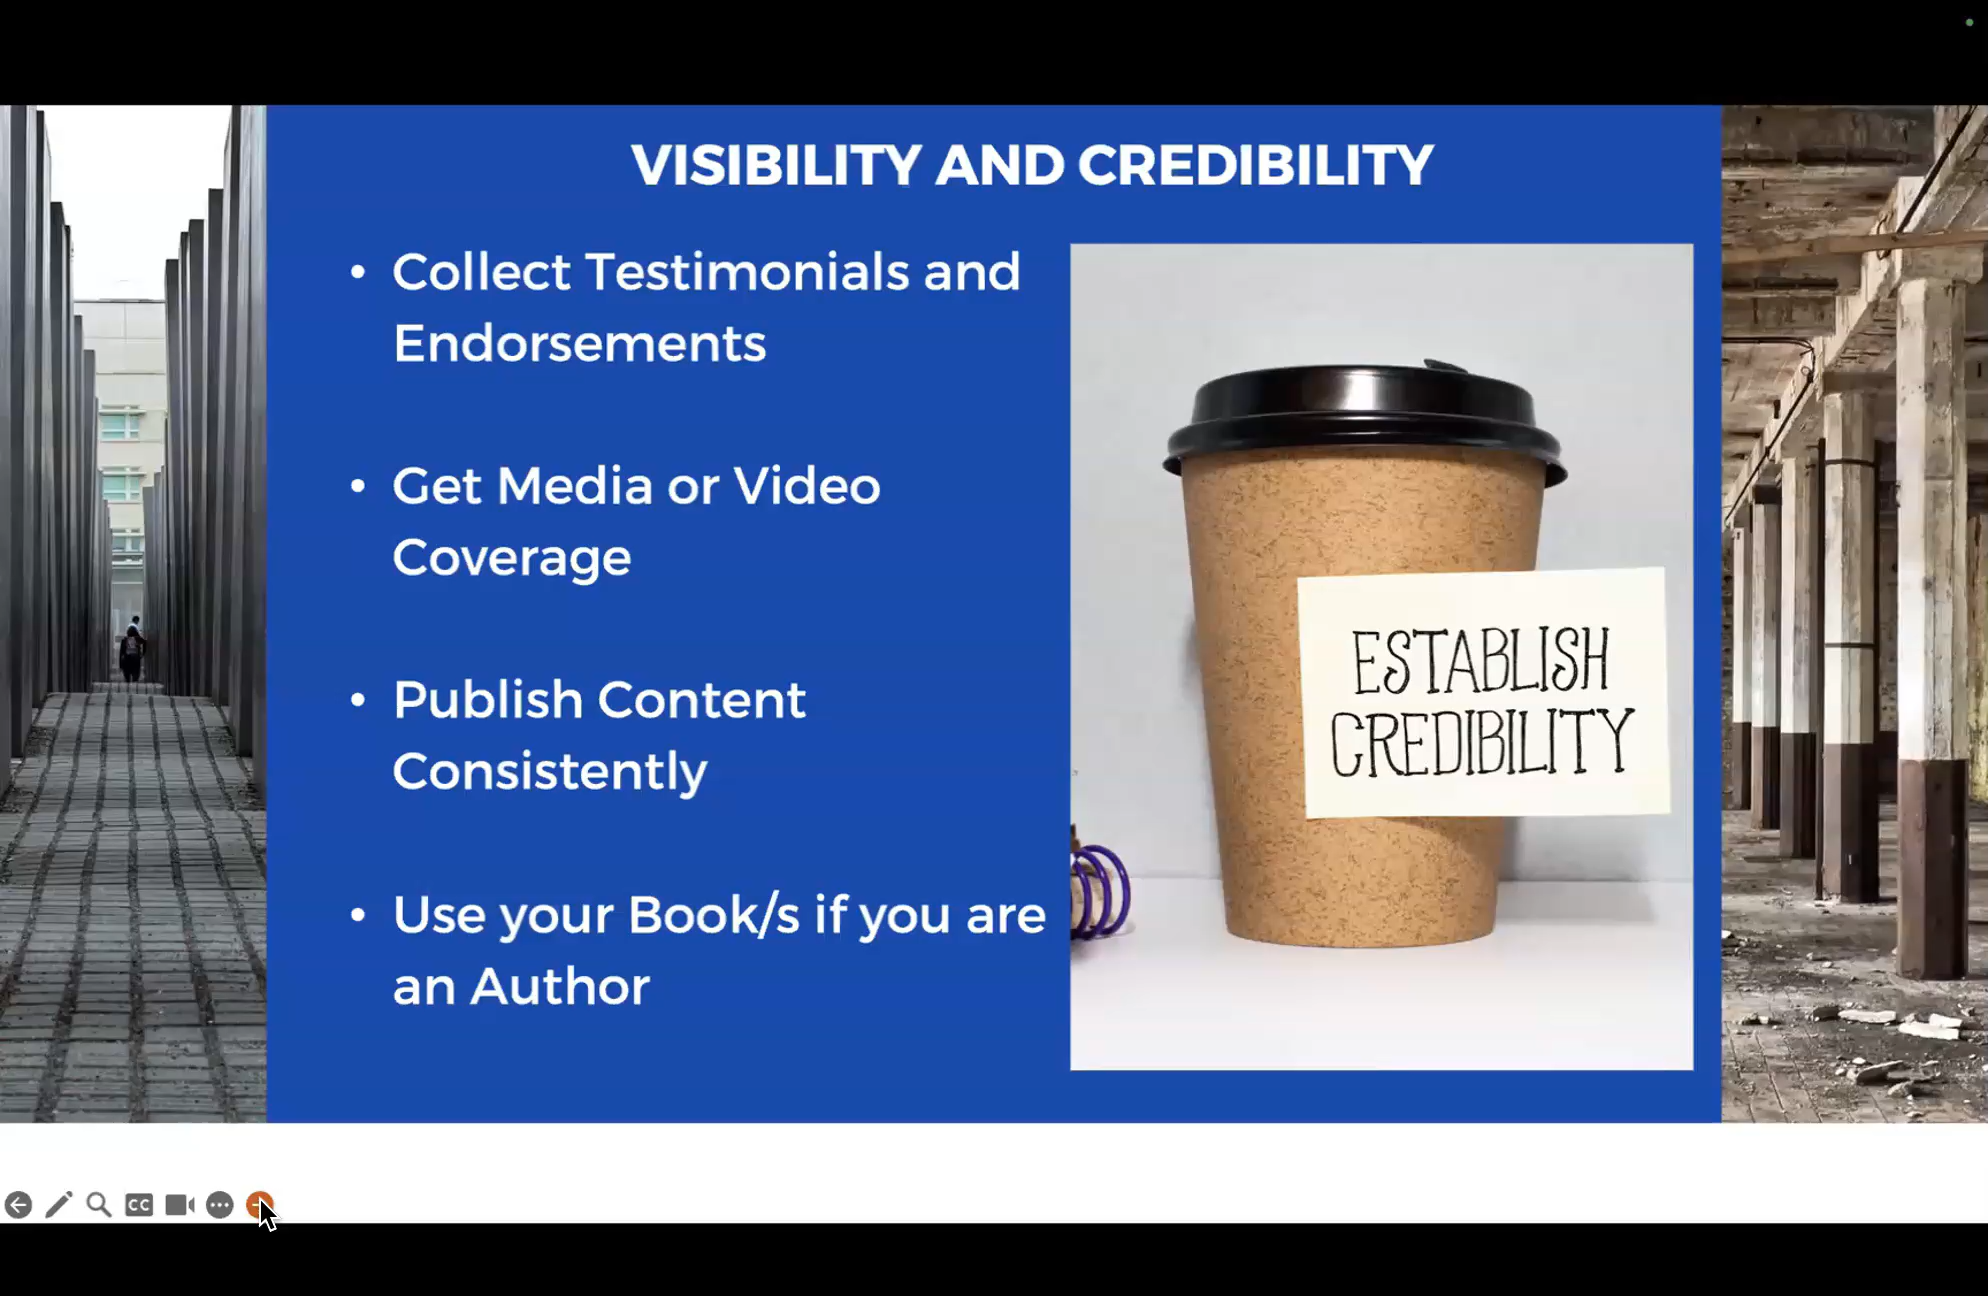 VISIBILITY AND CREDIBILITY
• Collect Testimonials and
Endorsements
• Get Media or Video
Coverage
• Publish Content
Consistently
• Use your Book/s if you are
an Author
ESTABLISH
CREDIBILITY
CC